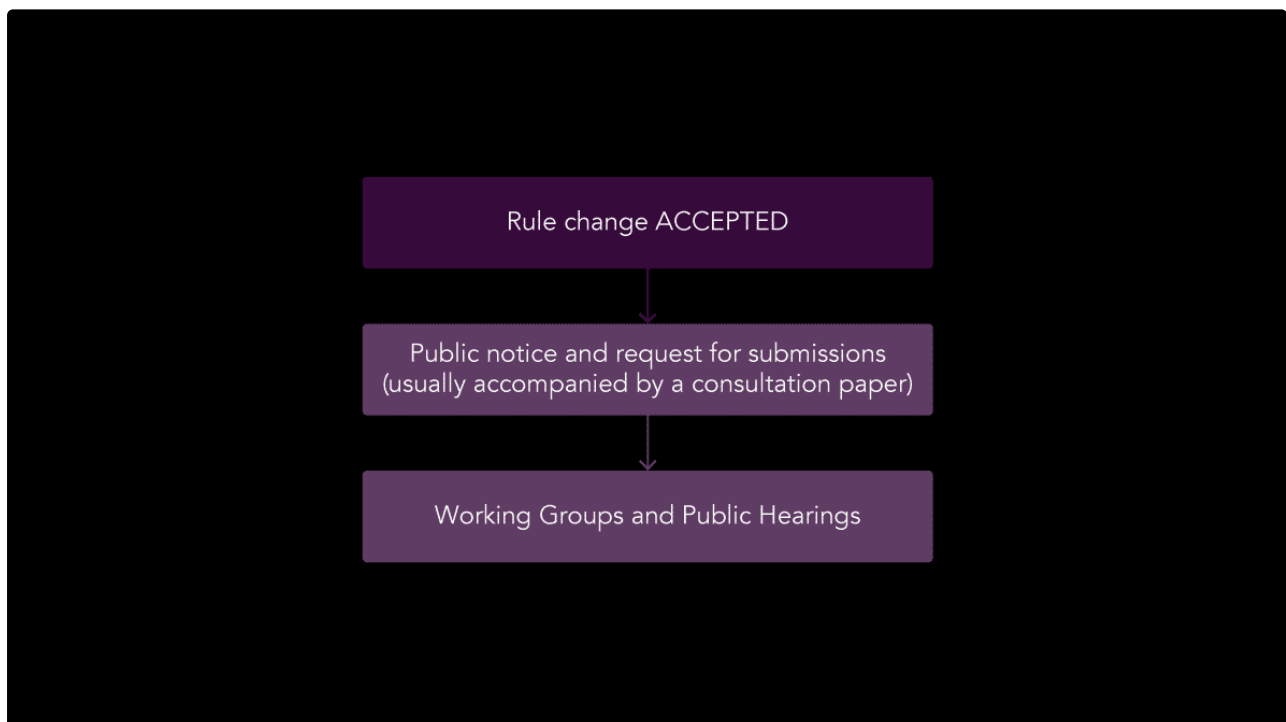 Rule change ACCEPTED
Public notice and request for submissions
(usually accompanied by a consultation paper)
Working Groups and Public Hearings